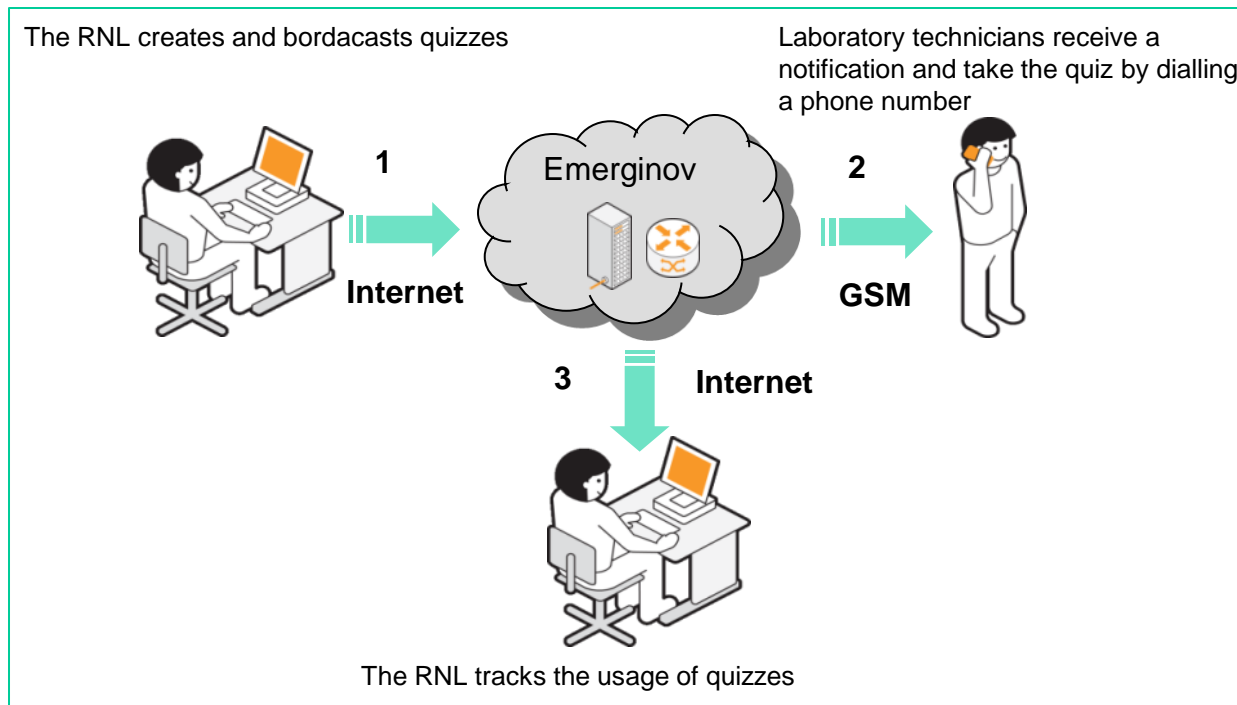 The RNL creates and bordacasts quizzes
Laboratory technicians receive a
notification and take the quiz by dialling
a phone number
1
Emerginov
2
Internet
GSM
3
Internet
The RNL tracks the usage of quizzes